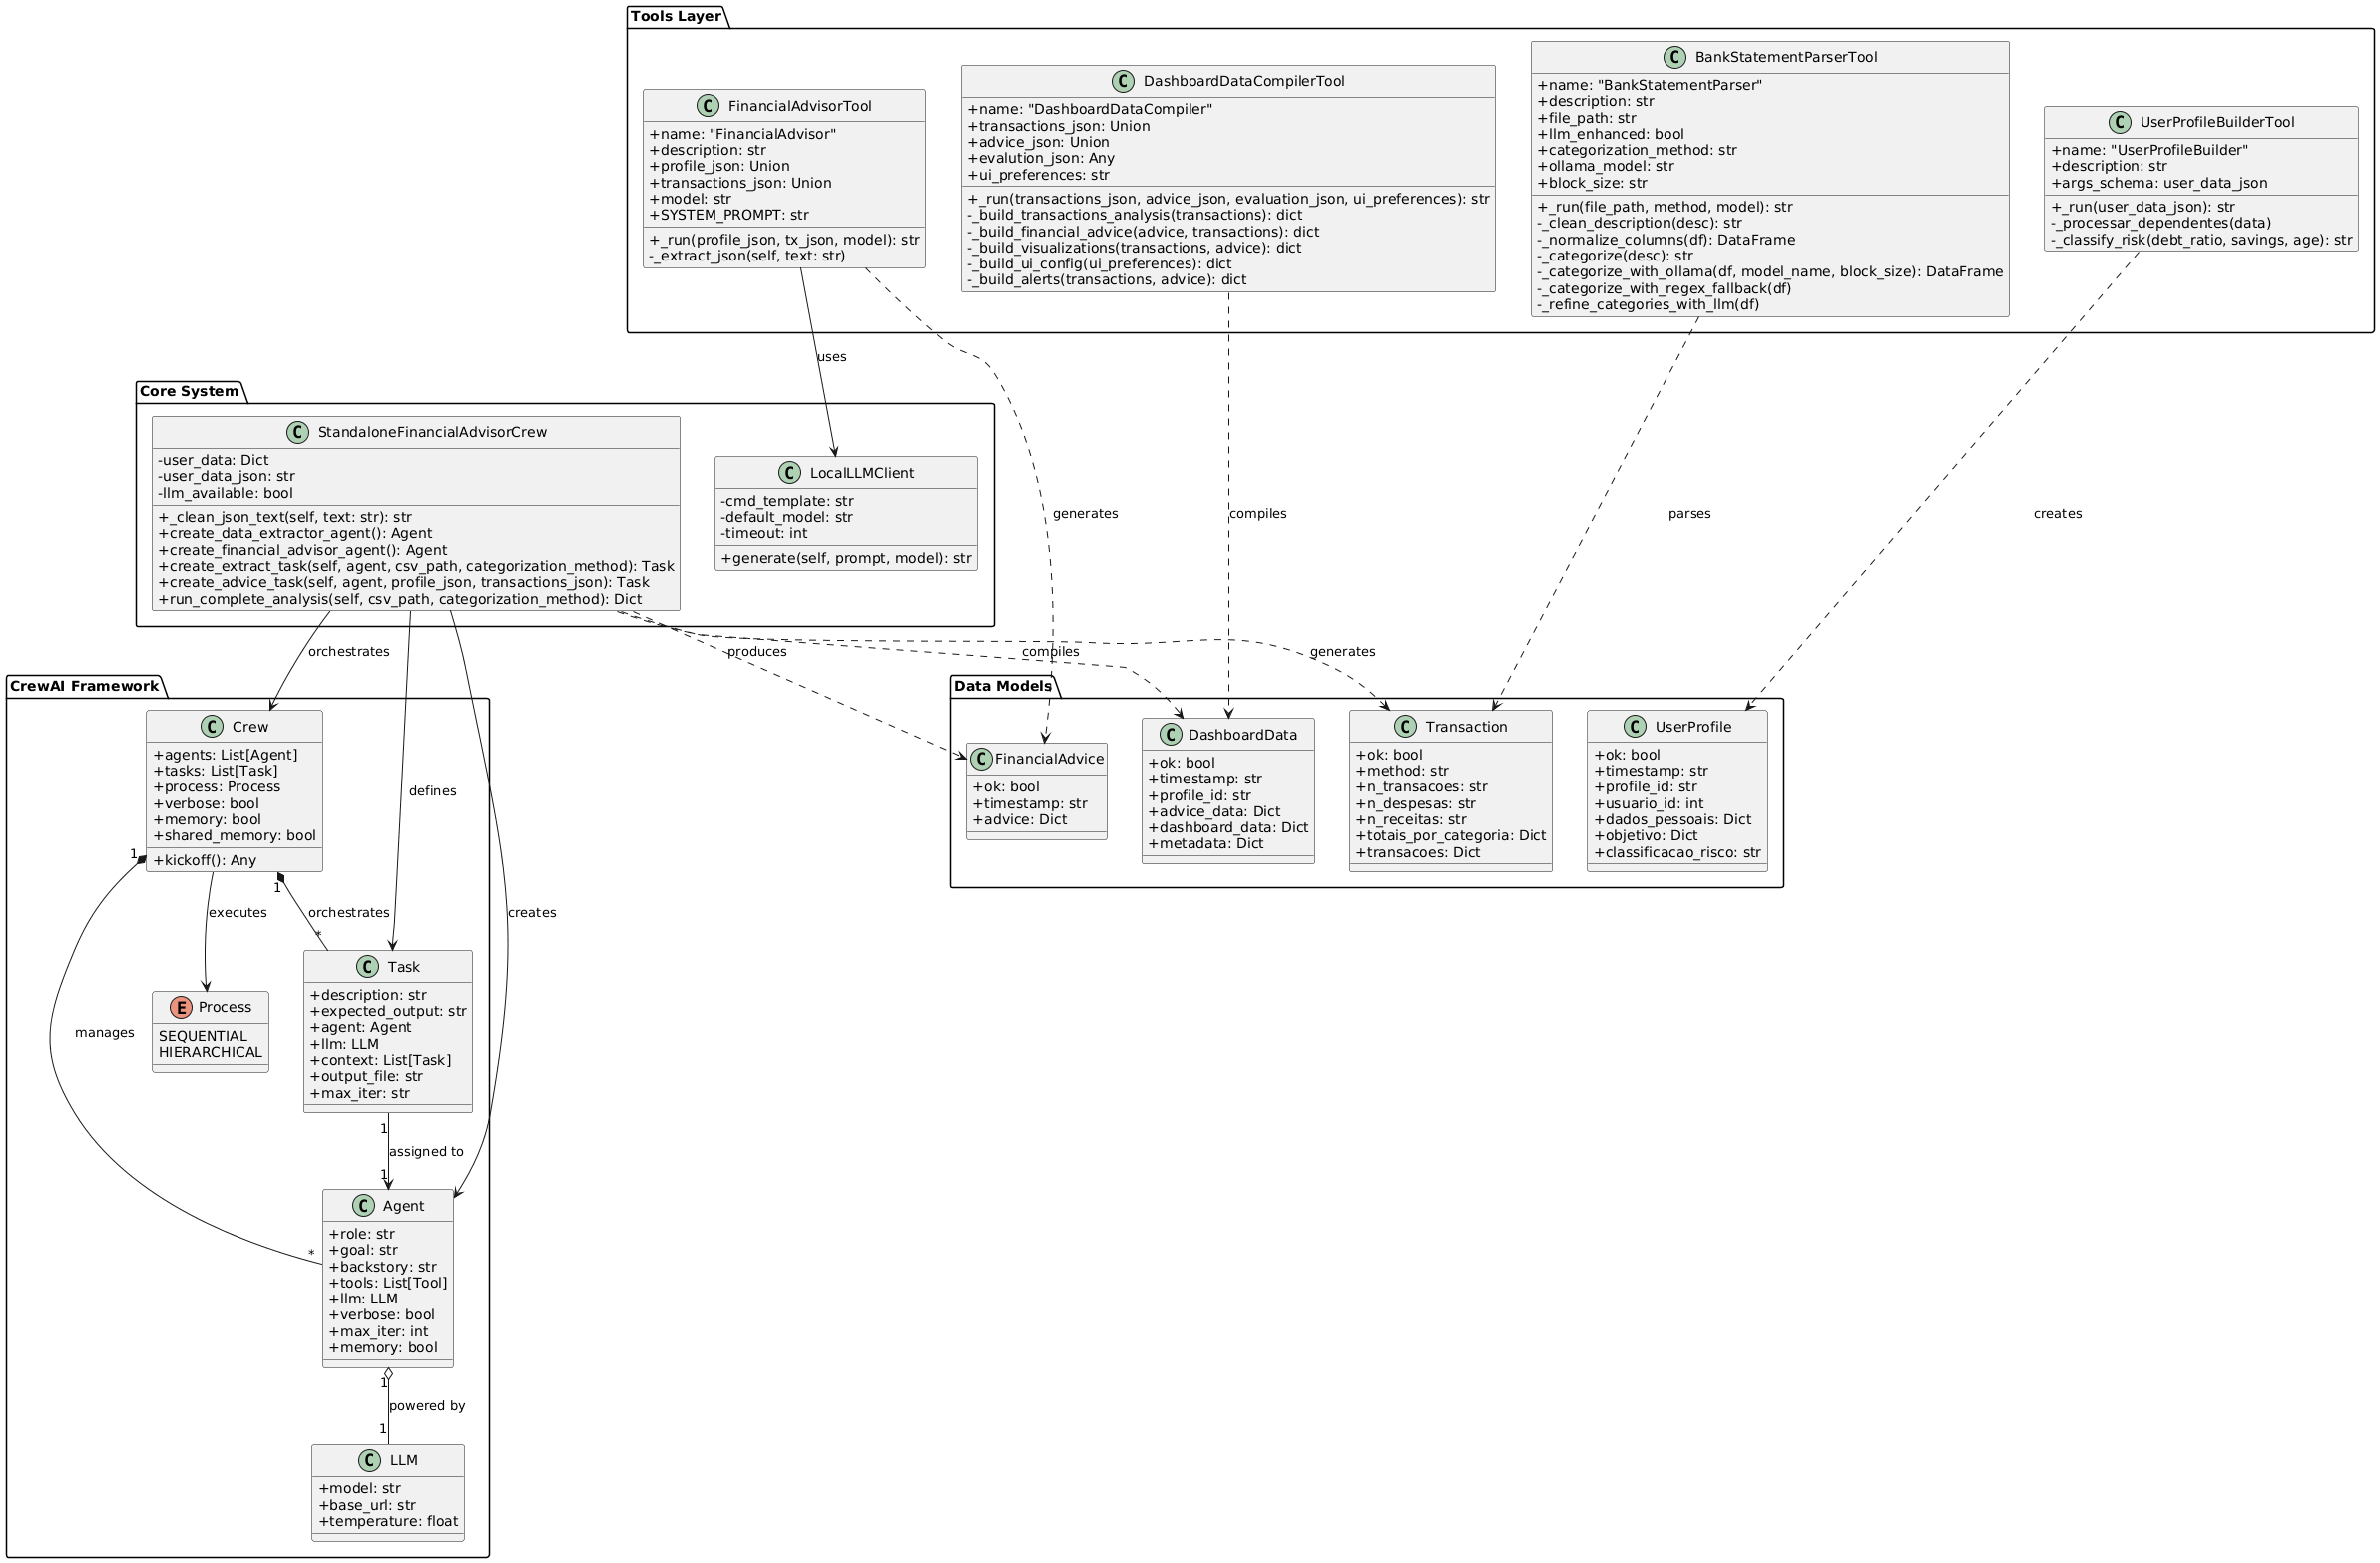 Tools Layer
C FinancialAdvisorTool
+name: "FinancialAdvisor"
+description: str
+profile_json: Union
+transactions_json: Union
+model: str
+SYSTEM_PROMPT: str
+_run(profile_json, tx_json, model): str
-_extract_json(self, text: str)
C DashboardDataCompilerTool
+name: "DashboardDataCompiler"
+transactions_json: Union
+advice_json: Union
+evalution_json: Any
+ui_preferences: str
+_run(transactions_json, advice_json, evaluation_json, ui_preferences): str
-_build_transactions_analysis(transactions): dict
-_build_financial_advice(advice, transactions): dict
-_build_visualizations(transactions, advice): dict
-_build_ui_config(ui_preferences): dict
-_build_alerts(transactions, advice): dict
C BankStatementParserTool
+name: "BankStatementParser"
+description: str
+file_path: str
+llm_enhanced: bool
+categorization_method: str
+ollama_model: str
+block_size: str
+_run(file_path, method, model): str
-_clean_description(desc): str
-_normalize_columns(df): DataFrame
-_categorize(desc): str
-_categorize_with_ollama(df, model_name, block_size): DataFrame
-_categorize_with_regex_fallback(df)
-_refine_categories_with_llm(df)
C UserProfileBuilderTool
+name: "UserProfileBuilder"
+description: str
+args_schema: user_data_json
+_run(user_data_json): str
-_processar_dependentes(data)
-_classify_risk(debt_ratio, savings, age): str
uses
Core System
C StandaloneFinancialAdvisorCrew
-user_data: Dict
-user_data_json: str
-llm_available: bool
+_clean_json_text(self, text: str): str
+create_data_extractor_agent(): Agent
+create_financial_advisor_agent(): Agent
+create_extract_task(self, agent, csv_path, categorization_method): Task
+create_advice_task(self, agent, profile_json, transactions_json): Task
+run_complete_analysis(self, csv_path, categorization_method): Dict
C LocalLLMClient
-cmd_template: str
-default_model: str
-timeout: int
+generate(self, prompt, model): str
generates
compiles
parses
creates
orchestrates
produces
compiles
generates
CrewAI Framework
C Crew
+agents: List[Agent]
+tasks: List[Task]
+process: Process
+verbose: bool
+memory: bool
+shared_memory: bool
+kickoff(): Any
defines
Data Models
C FinancialAdvice
+ok: bool
+timestamp: str
+advice: Dict
C DashboardData
+ok: bool
+timestamp: str
+profile_id: str
+advice_data: Dict
+dashboard_data: Dict
+metadata: Dict
C Transaction
+ok: bool
+method: str
+n_transacoes: str
+n_despesas: str
+n_receitas: str
+totais_por_categoria: Dict
+transacoes: Dict
C UserProfile
+ok: bool
+timestamp: str
+profile_id: str
+usuario_id: int
+dados_pessoais: Dict
+objetivo: Dict
+classificacao_risco: str
1
1
executes
orchestrates
*
creates
manages
E Process
SEQUENTIAL
HIERARCHICAL
C Task
+description: str
+expected_output: str
+agent: Agent
+llm: LLM
+context: List[Task]
+output_file: str
+max_iter: str
1
assigned to
1
*
C Agent
+role: str
+goal: str
+backstory: str
+tools: List[Tool]
+llm: LLM
+verbose: bool
+max_iter: int
+memory: bool
1
powered by
1
C LLM
+model: str
+base_url: str
+temperature: float